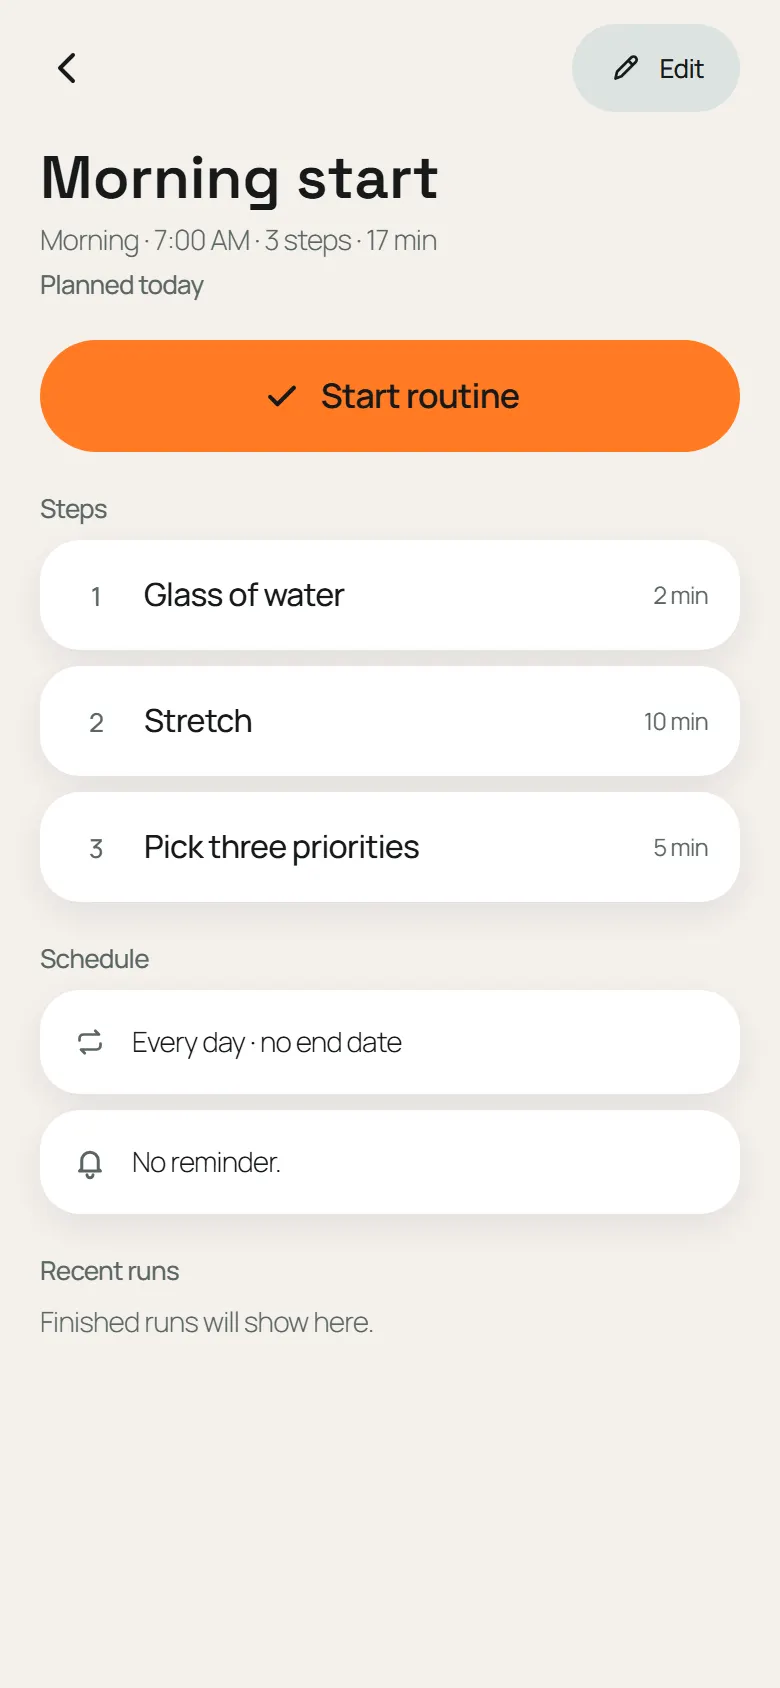 Edit
Morning start
Morning · 7:00 AM · 3 steps · 17 min
Planned today
Start routine
Steps
1 Glass of water 2 min
2 Stretch 10 min
3 Pick three priorities 5 min
Schedule
Every day · no end date
No reminder.
Recent runs
Finished runs will show here.